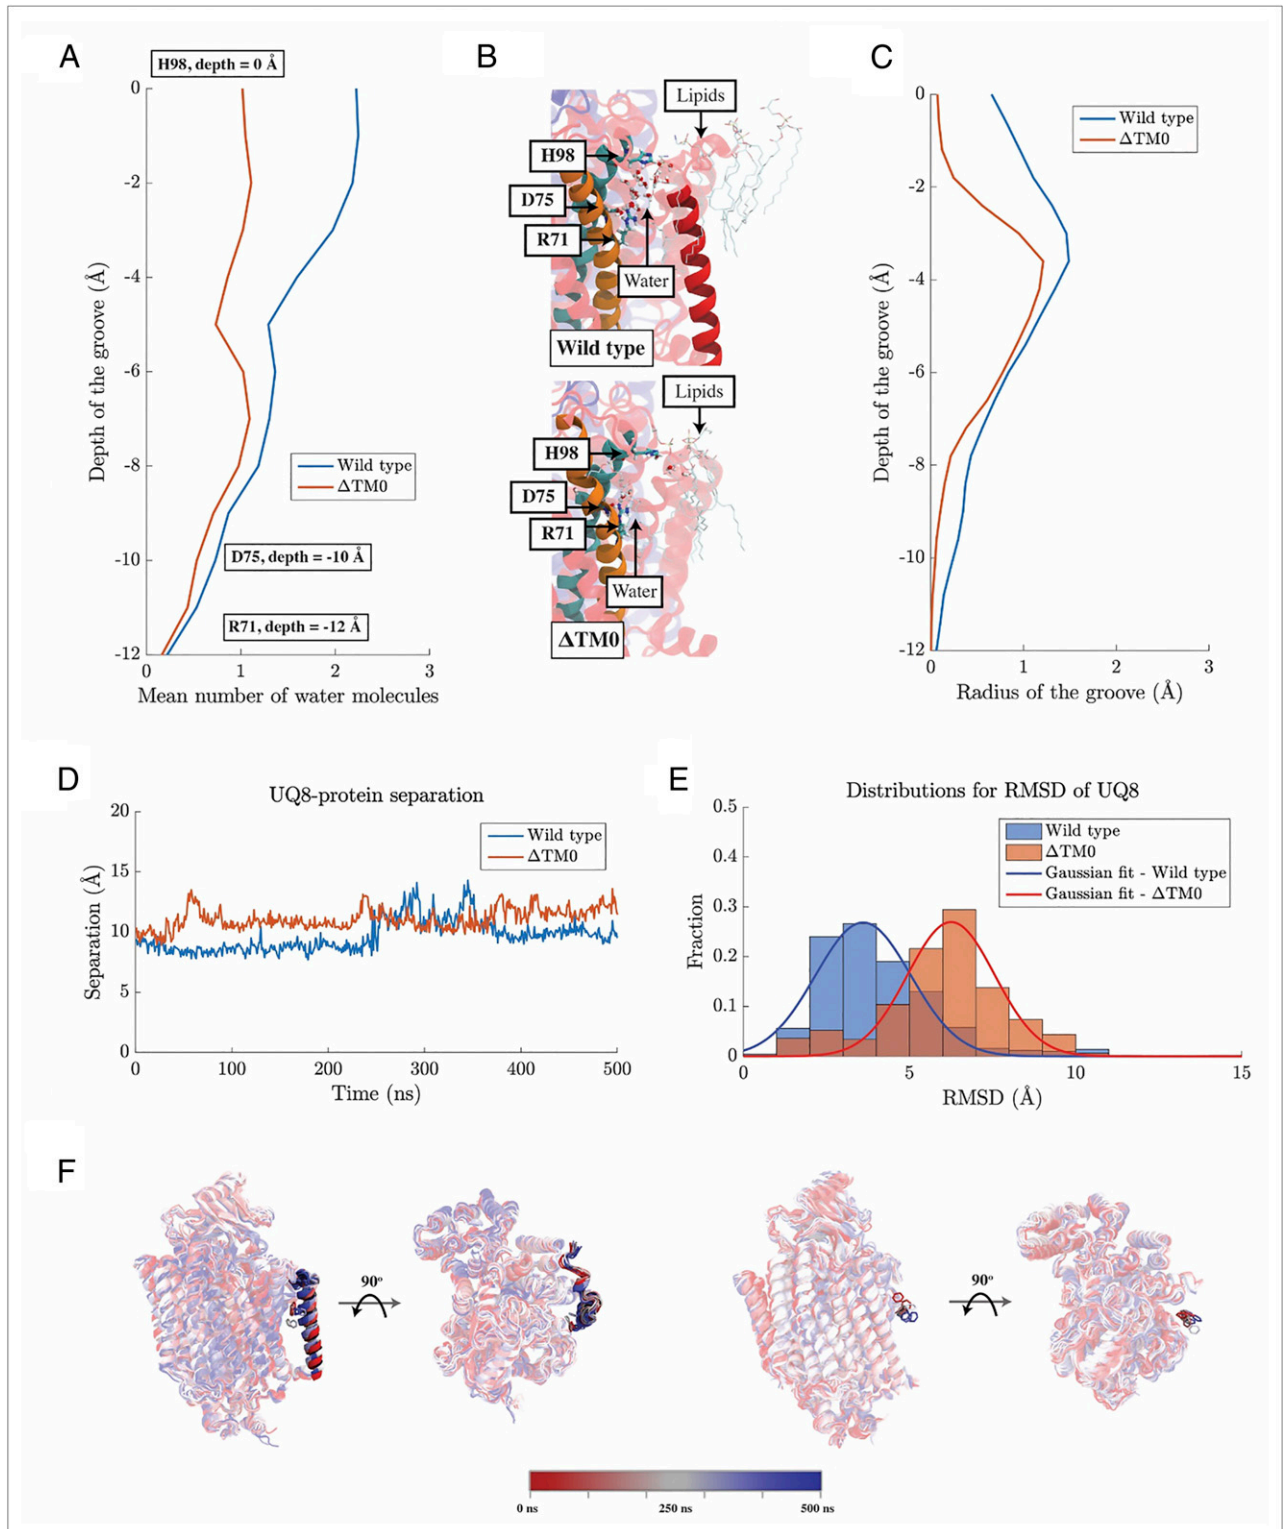 A
H98, depth = 0 Å
0
-2
-4
-6
-8
-10
-12
Depth of the groove (Å)
Wild type
ΔTM0
D75, depth = -10 Å
R71, depth = -12 Å
0
1
2
3
Mean number of water molecules
B
Lipids
H98
D75
R71
Water
Wild type
Lipids
H98
D75
R71
Water
ΔTM0
C
0
-2
-4
-6
-8
-10
-12
Depth of the groove (Å)
Wild type
ΔTM0
0
1
2
3
Radius of the groove (Å)
D
UQ8-protein separation
20
15
10
5
0
Separation (Å)
Wild type
ΔTM0
0
100
200
300
400
500
Time (ns)
E
Distributions for RMSD of UQ8
0.5
0.4
0.3
0.2
0.1
0
Fraction
Wild type
ΔTM0
Gaussian fit - Wild type
Gaussian fit - ΔTM0
0
5
10
15
RMSD (Å)
F
90°
90°
0 ns
250 ns
500 ns